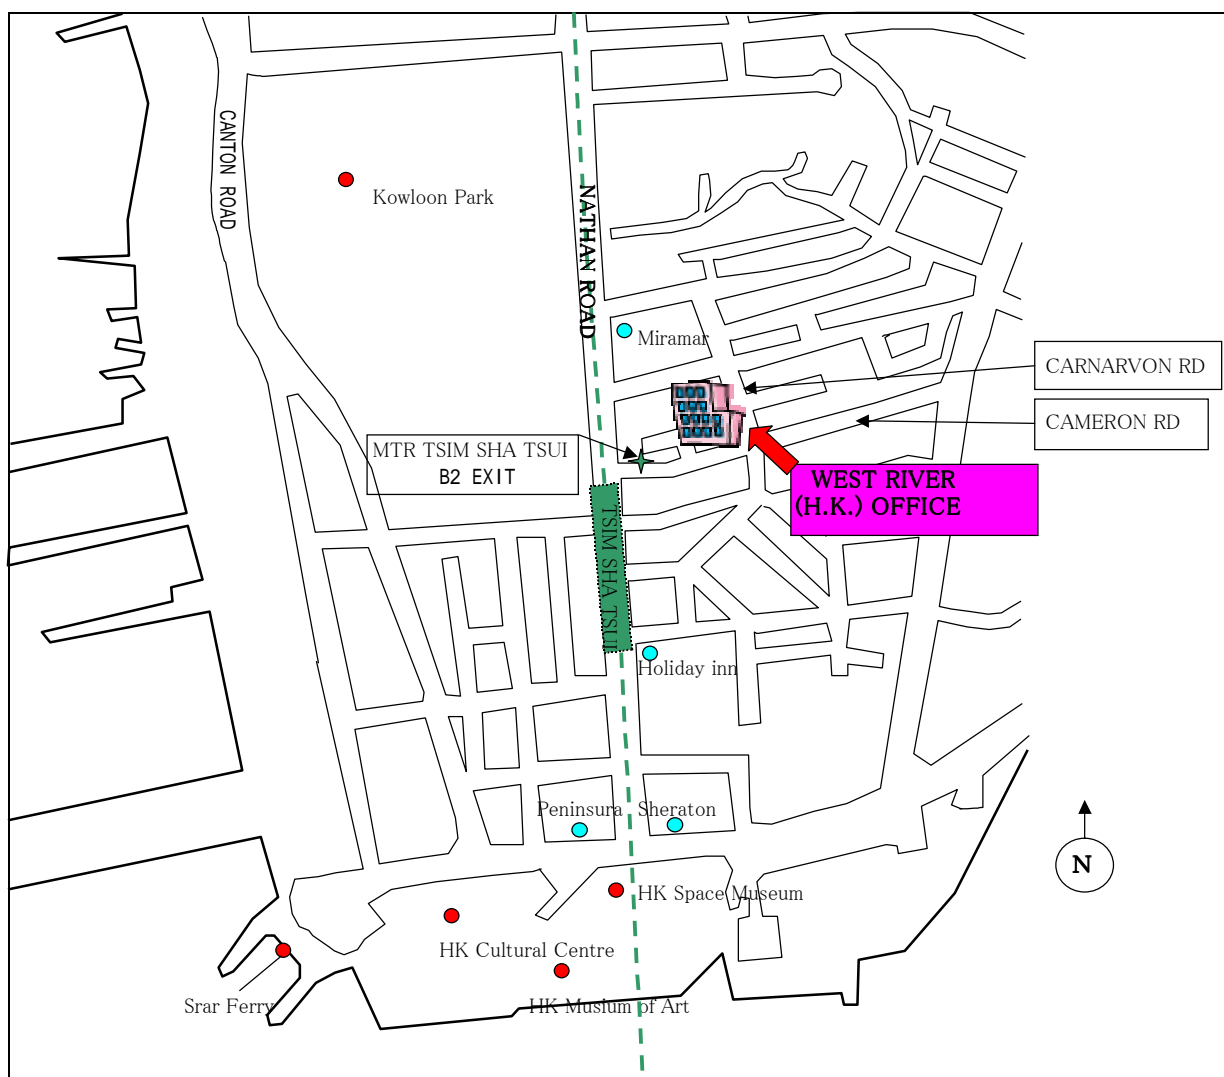 CANTON ROAD
Kowloon Park
NATHAN ROAD
Miramar
CARNARVON RD
CAMERON RD
MTR TSIM SHA TSUI
B2 EXIT
WEST RIVER
(H.K.) OFFICE
TSIM SHA TSUI
Holiday inn
Peninsura
Sheraton
N
HK Space Museum
HK Cultural Centre
Srar Ferry
HK Musium of Art